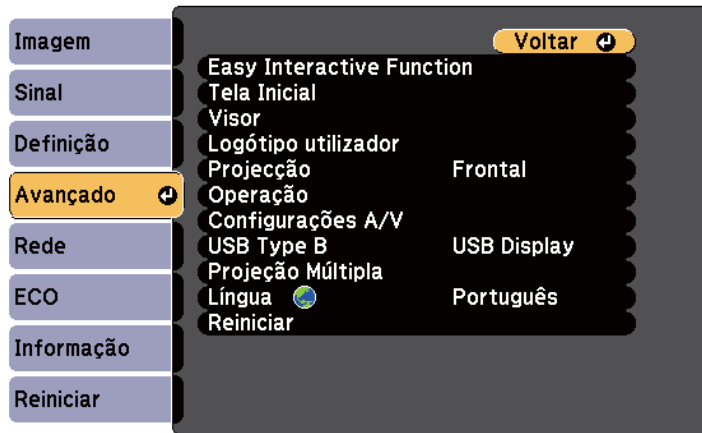 Imagem
Sinal
Definição
Avançado
Rede
ECO
Informação
Reiniciar
Voltar
Easy Interactive Function
Tela Inicial
Visor
Logótipo utilizador
Projecção Frontal
Operação
Configurações A/V
USB Type B USB Display
Projeção Múltipla
Língua Português
Reiniciar